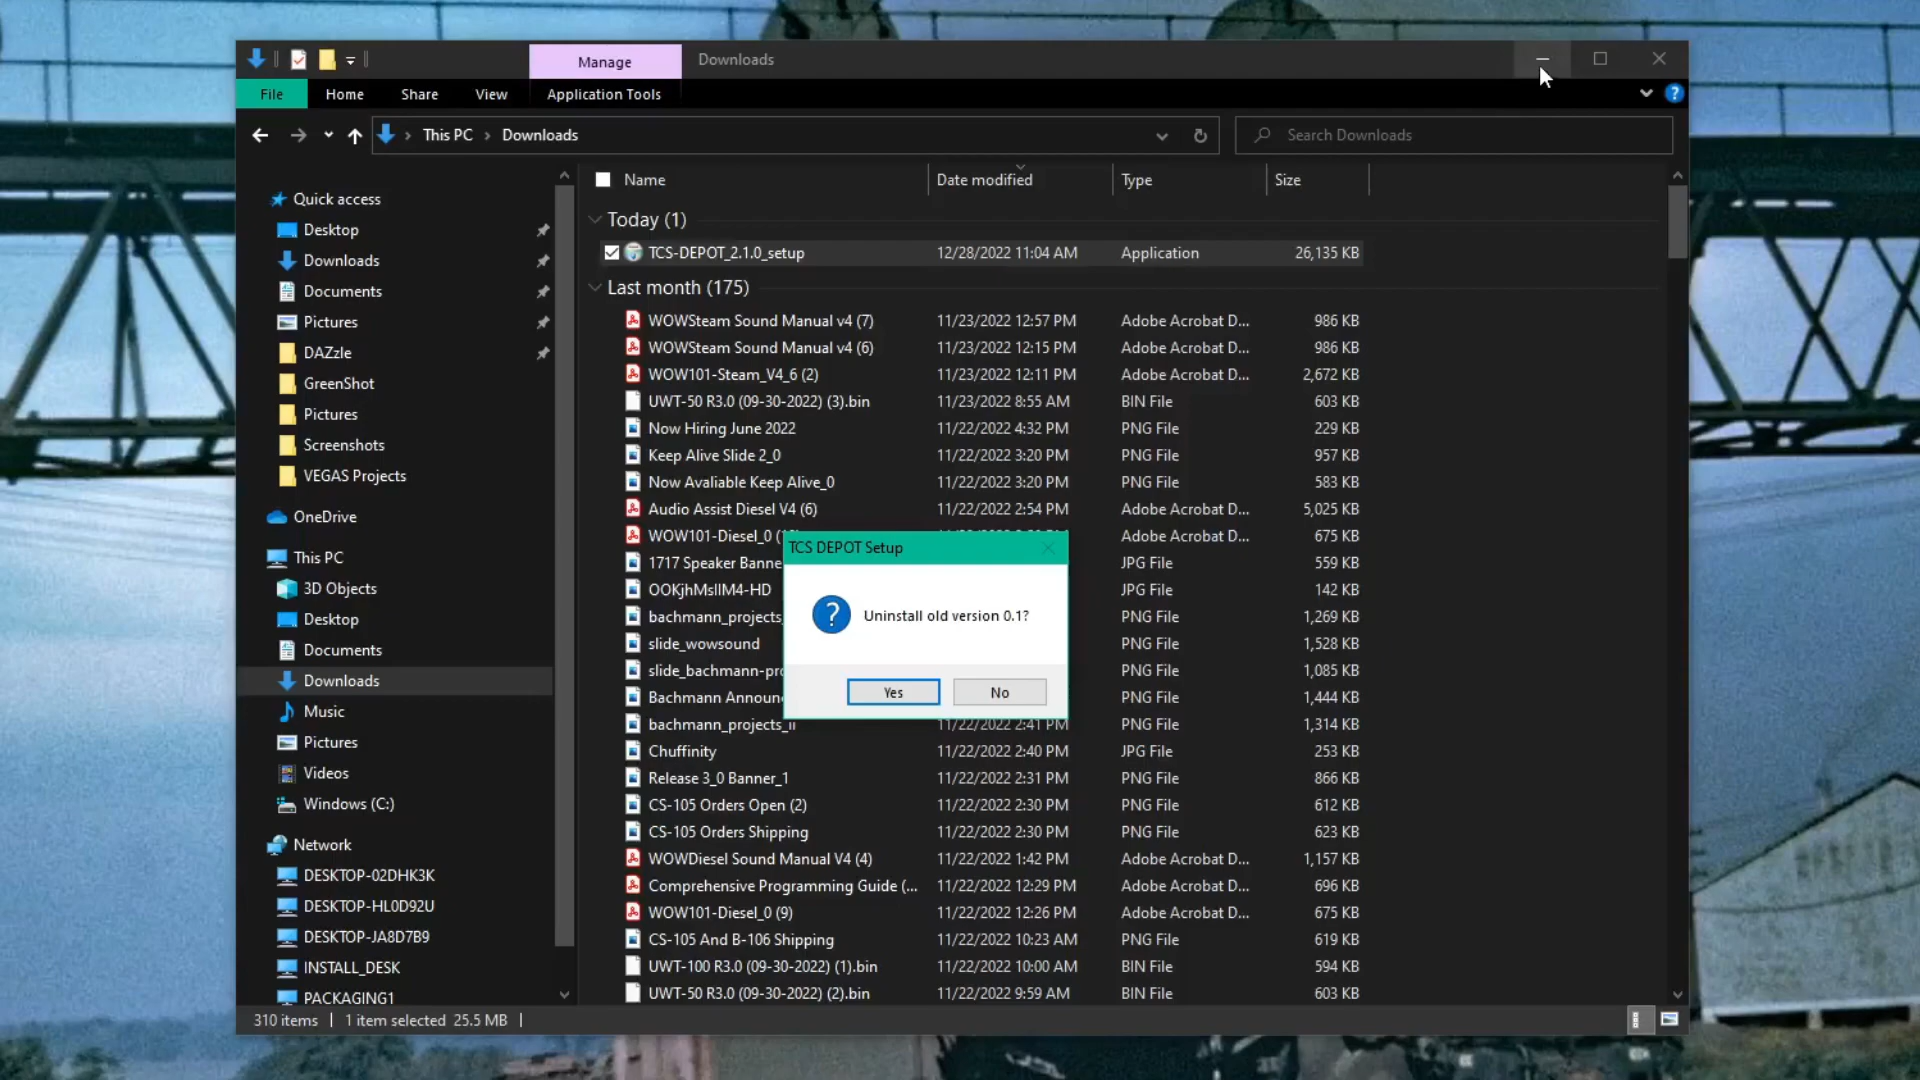 Manage
Downloads
File
Home
Share
View
Application Tools
This PC
Downloads
Search Downloads
Name
Date modified
Type
Size
Quick access
Desktop
Downloads
Documents
Pictures
DAZzle
GreenShot
Pictures
Screenshots
VEGAS Projects
OneDrive
This PC
3D Objects
Desktop
Documents
Downloads
Music
Pictures
Videos
Windows (C:)
Network
DESKTOP-02DHK3K
DESKTOP-HL0D92U
DESKTOP-JA8D7B9
INSTALL_DESK
PACKAGING1
Today (1)
TCS-DEPOT_2.1.0_setup 12/28/2022 11:04 AM Application 26,135 KB
Last month (175)
WOWSteam Sound Manual v4 (7) 11/23/2022 12:57 PM Adobe Acrobat D... 986 KB
WOWSteam Sound Manual v4 (6) 11/23/2022 12:15 PM Adobe Acrobat D... 986 KB
WOW101-Steam_V4_6 (2) 11/23/2022 12:11 PM Adobe Acrobat D... 2,672 KB
UWT-50 R3.0 (09-30-2022) (3).bin 11/23/2022 8:55 AM BIN File 603 KB
Now Hiring June 2022 11/22/2022 4:32 PM PNG File 229 KB
Keep Alive Slide 2_0 11/22/2022 3:20 PM PNG File 957 KB
Now Avaliable Keep Alive_0 11/22/2022 3:20 PM PNG File 583 KB
Audio Assist Diesel V4 (6) 11/22/2022 2:54 PM Adobe Acrobat D... 5,025 KB
WOW101-Diesel_0 ( Adobe Acrobat D... 675 KB
1717 Speaker Banne JPG File 559 KB
OOKjhMsllM4-HD JPG File 142 KB
bachmann_projects_ PNG File 1,269 KB
slide_wowsound PNG File 1,528 KB
slide_bachmann-pro PNG File 1,085 KB
Bachmann Announ PNG File 1,444 KB
bachmann_projects_ii 11/22/2022 2:41 PM PNG File 1,314 KB
Chuffinity 11/22/2022 2:40 PM JPG File 253 KB
Release 3_0 Banner_1 11/22/2022 2:31 PM PNG File 866 KB
CS-105 Orders Open (2) 11/22/2022 2:30 PM PNG File 612 KB
CS-105 Orders Shipping 11/22/2022 2:30 PM PNG File 623 KB
WOWDiesel Sound Manual V4 (4) 11/22/2022 1:42 PM Adobe Acrobat D... 1,157 KB
Comprehensive Programming Guide (... 11/22/2022 12:29 PM Adobe Acrobat D... 696 KB
WOW101-Diesel_0 (9) 11/22/2022 12:26 PM Adobe Acrobat D... 675 KB
CS-105 And B-106 Shipping 11/22/2022 10:23 AM PNG File 619 KB
UWT-100 R3.0 (09-30-2022) (1).bin 11/22/2022 10:00 AM BIN File 594 KB
UWT-50 R3.0 (09-30-2022) (2).bin 11/22/2022 9:59 AM BIN File 603 KB
TCS DEPOT Setup
Uninstall old version 0.1?
Yes
No
310 items
1 item selected 25.5 MB